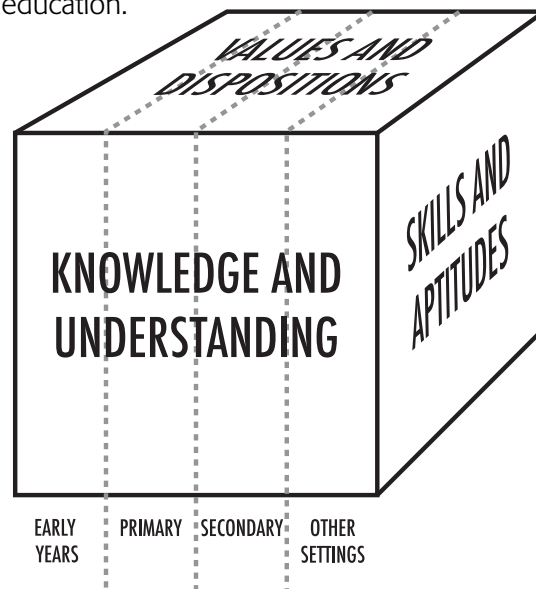 education.
VALUES AND
DISPOSITIONS
KNOWLEDGE AND
UNDERSTANDING
SKILLS AND
APTITUDES
EARLY
YEARS
PRIMARY
SECONDARY
OTHER
SETTINGS